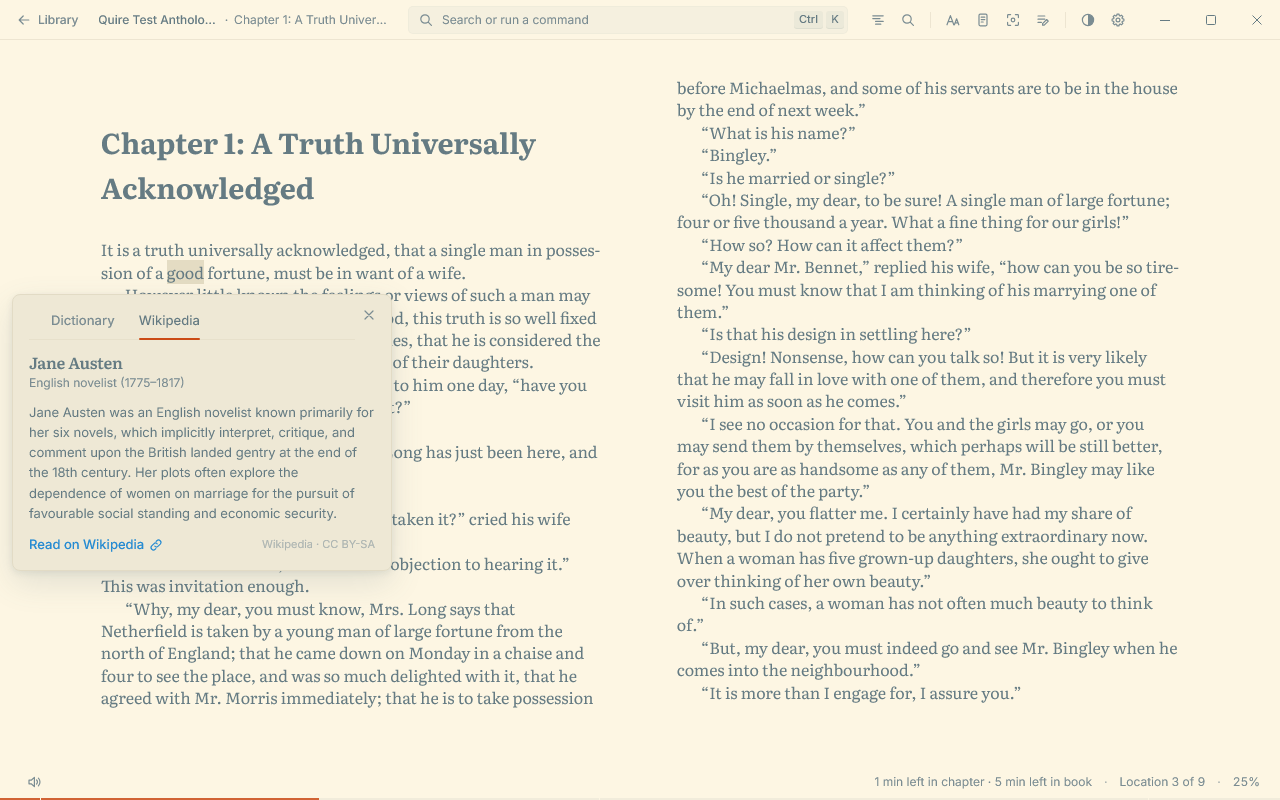 Library
Quire Test Antholo... · Chapter 1: A Truth Univer...
Search or run a command
Ctrl K
Chapter 1: A Truth Universally
Acknowledged
It is a truth universally acknowledged, that a single man in posses-
sion of a good fortune, must be in want of a wife.
However little known the feelings or views of such a man may
od, this truth is so well fixed
es, that he is considered the
of their daughters.
to him one day, “have you
t?”
Long has just been here, and
taken it?” cried his wife
objection to hearing it.”
This was invitation enough.
“Why, my dear, you must know, Mrs. Long says that
Netherfield is taken by a young man of large fortune from the
north of England; that he came down on Monday in a chaise and
four to see the place, and was so much delighted with it, that he
agreed with Mr. Morris immediately; that he is to take possession
Dictionary
Wikipedia
Jane Austen
English novelist (1775–1817)
Jane Austen was an English novelist known primarily for
her six novels, which implicitly interpret, critique, and
comment upon the British landed gentry at the end of
the 18th century. Her plots often explore the
dependence of women on marriage for the pursuit of
favourable social standing and economic security.
Read on Wikipedia
Wikipedia · CC BY-SA
before Michaelmas, and some of his servants are to be in the house
by the end of next week.”
“What is his name?”
“Bingley.”
“Is he married or single?”
“Oh! Single, my dear, to be sure! A single man of large fortune;
four or five thousand a year. What a fine thing for our girls!”
“How so? How can it affect them?”
“My dear Mr. Bennet,” replied his wife, “how can you be so tire-
some! You must know that I am thinking of his marrying one of
them.”
“Is that his design in settling here?”
“Design! Nonsense, how can you talk so! But it is very likely
that he may fall in love with one of them, and therefore you must
visit him as soon as he comes.”
“I see no occasion for that. You and the girls may go, or you
may send them by themselves, which perhaps will be still better,
for as you are as handsome as any of them, Mr. Bingley may like
you the best of the party.”
“My dear, you flatter me. I certainly have had my share of
beauty, but I do not pretend to be anything extraordinary now.
When a woman has five grown-up daughters, she ought to give
over thinking of her own beauty.”
“In such cases, a woman has not often much beauty to think
of.”
“But, my dear, you must indeed go and see Mr. Bingley when he
comes into the neighbourhood.”
“It is more than I engage for, I assure you.”
1 min left in chapter · 5 min left in book · Location 3 of 9 · 25%